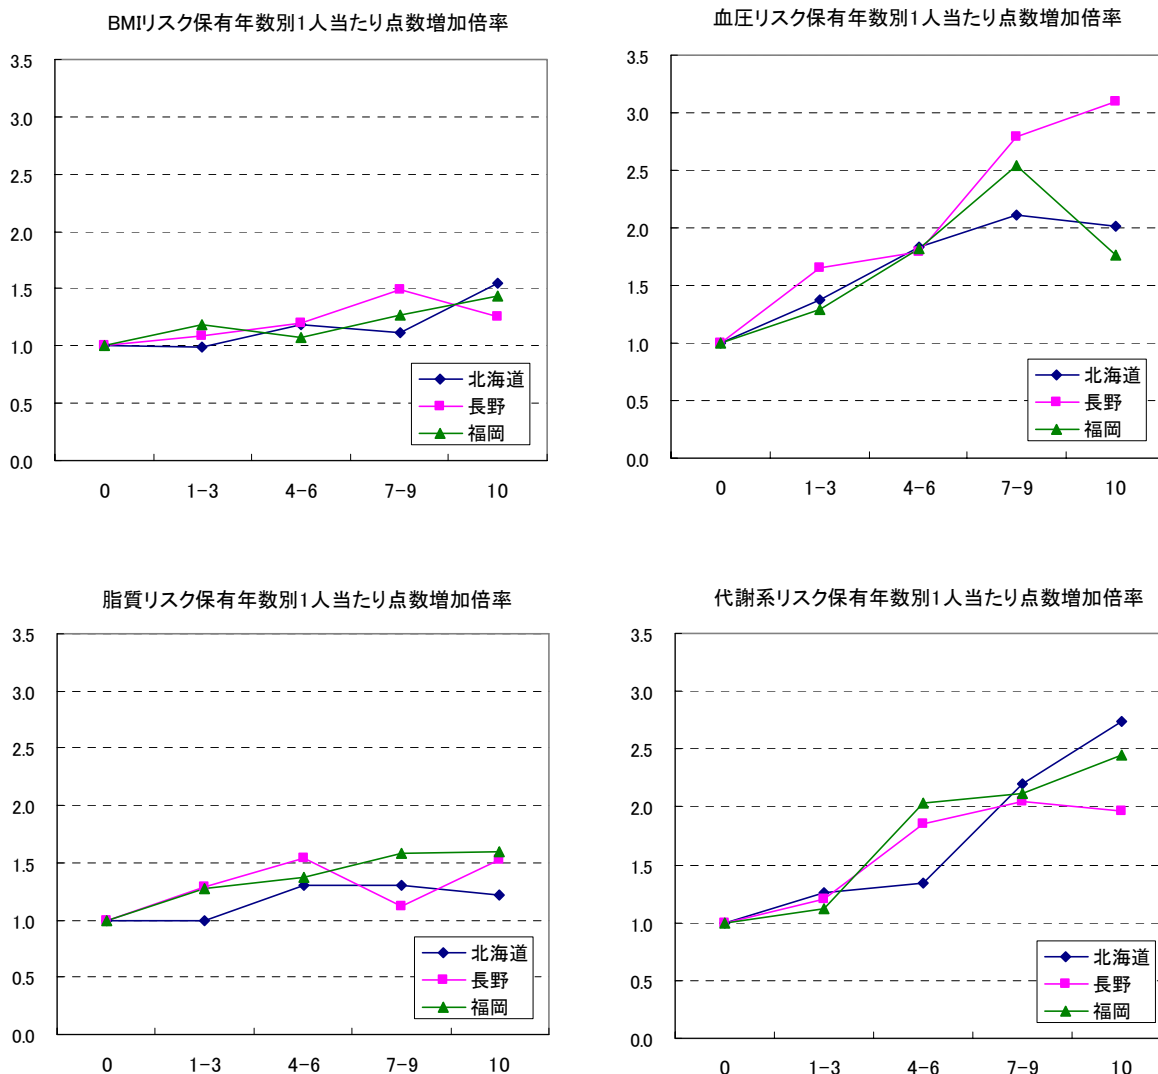 BMIリスク保有年数別1人当たり点数増加倍率
3.5
3.0
2.5
2.0
1.5
1.0
0.5
0.0
0 1-3 4-6 7-9 10
北海道
長野
福岡
血圧リスク保有年数別1人当たり点数増加倍率
3.5
3.0
2.5
2.0
1.5
1.0
0.5
0.0
0 1-3 4-6 7-9 10
北海道
長野
福岡
脂質リスク保有年数別1人当たり点数増加倍率
3.5
3.0
2.5
2.0
1.5
1.0
0.5
0.0
0 1-3 4-6 7-9 10
北海道
長野
福岡
代謝系リスク保有年数別1人当たり点数増加倍率
3.5
3.0
2.5
2.0
1.5
1.0
0.5
0.0
0 1-3 4-6 7-9 10
北海道
長野
福岡